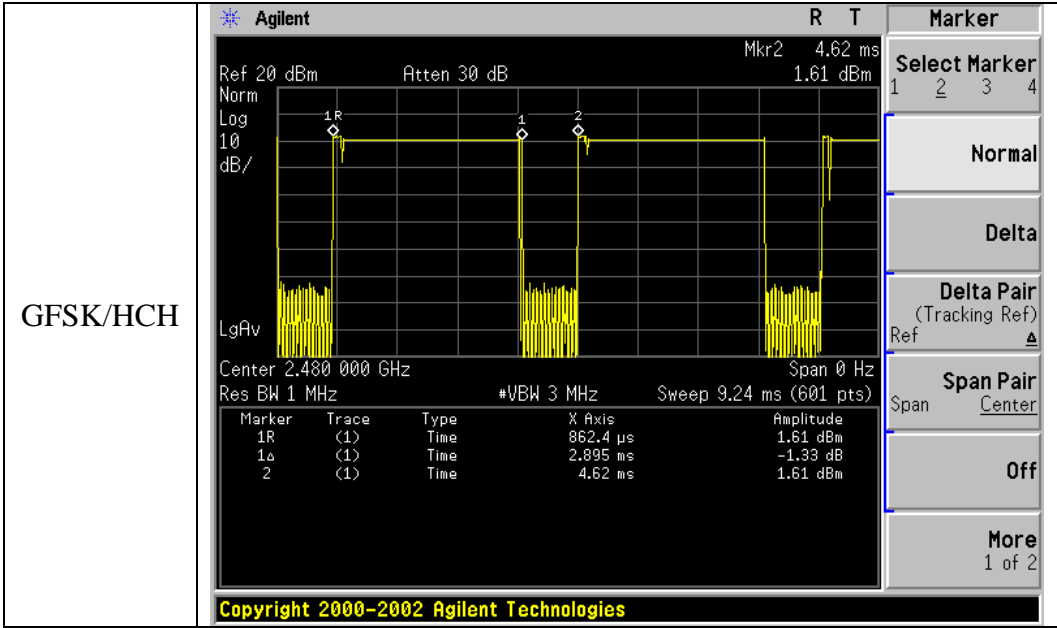 GFSK/HCH
Agilent R T
Mkr2 4.62 ms
Ref 20 dBm Atten 30 dB 1.61 dBm
Norm
Log
10
dB/
1R 1 2
LgAv
Center 2.480 000 GHz Span 0 Hz
Res BW 1 MHz #VBW 3 MHz Sweep 9.24 ms (601 pts)
Marker Trace Type X Axis Amplitude
1R (1) Time 862.4 µs 1.61 dBm
1Δ (1) Time 2.895 ms -1.33 dB
2 (1) Time 4.62 ms 1.61 dBm
Copyright 2000-2002 Agilent Technologies
Marker
Select Marker
1 2 3 4
Normal
Delta
Delta Pair
(Tracking Ref)
Ref Δ
Span Pair
Span Center
Off
More
1 of 2